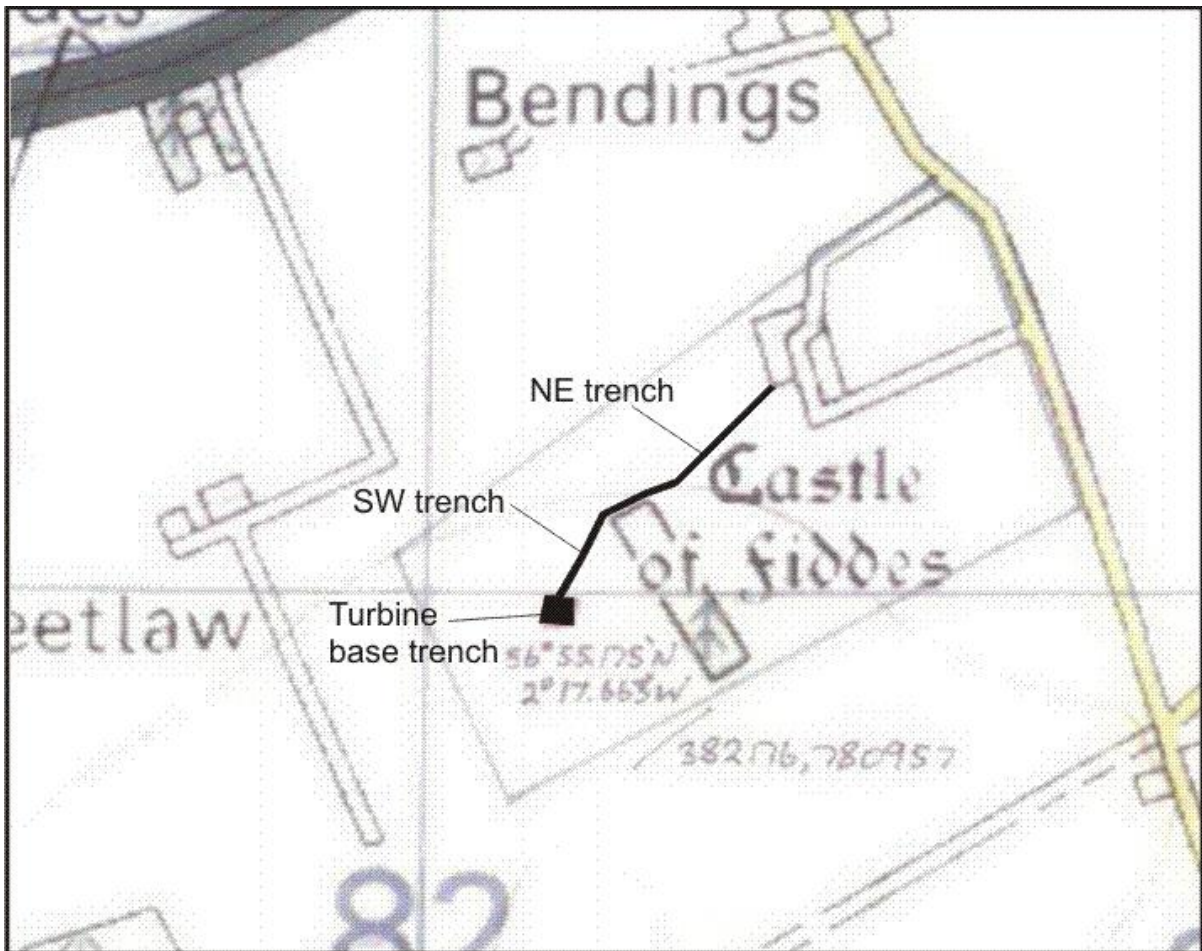 Bendings
NE trench
Castle
SW trench
of Fiddes
Turbine
base trench
eetlaw
56° 55.175'N
2° 17.663'W
382176, 780957
82